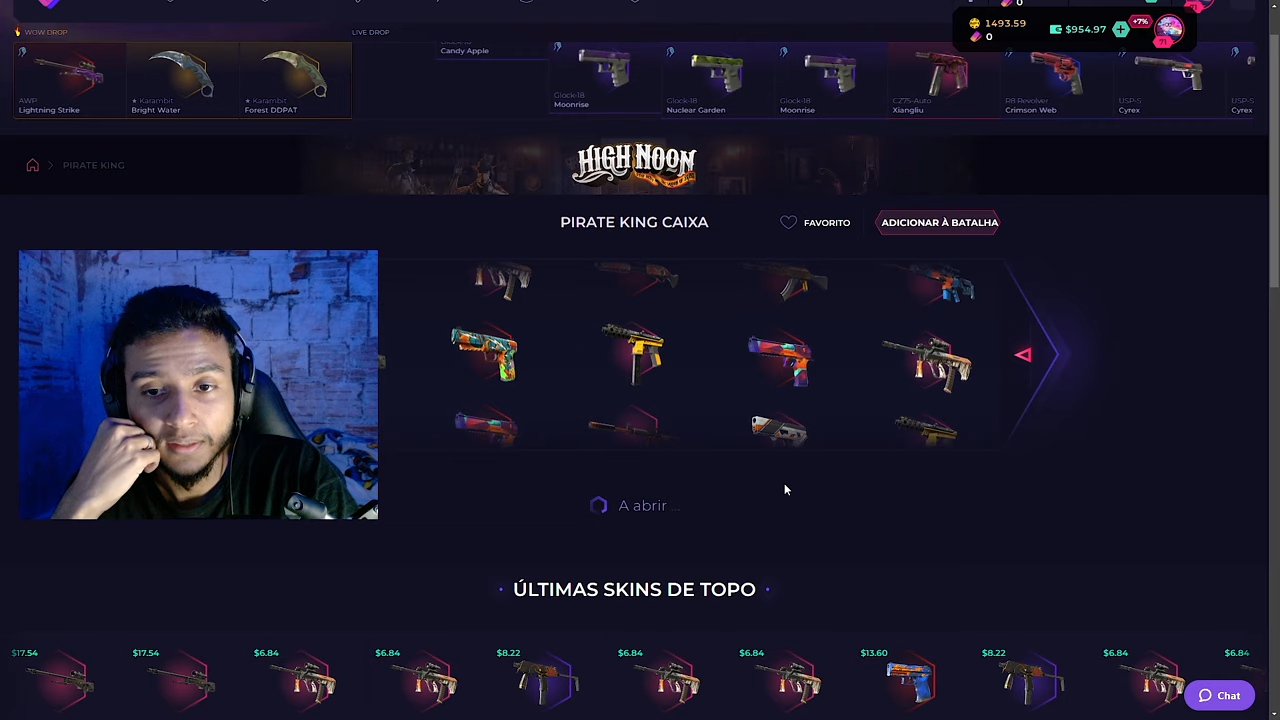 0
1493.59
0
$954.97
+7%
71
WOW DROP
LIVE DROP
AWP
Lightning Strike
★ Karambit
Bright Water
★ Karambit
Forest DDPAT
Candy Apple
Glock-18
Moonrise
Glock-18
Nuclear Garden
Glock-18
Moonrise
CZ75-Auto
Xiangliu
R8 Revolver
Crimson Web
USP-S
Cyrex
USP-S
Cyrex
PIRATE KING
HIGH NOON
PIRATE KING CAIXA
FAVORITO
ADICIONAR À BATALHA
A abrir ...
ÚLTIMAS SKINS DE TOPO
$17.54
$17.54
$6.84
$6.84
$8.22
$6.84
$6.84
$13.60
$8.22
$6.84
$6.84
Chat